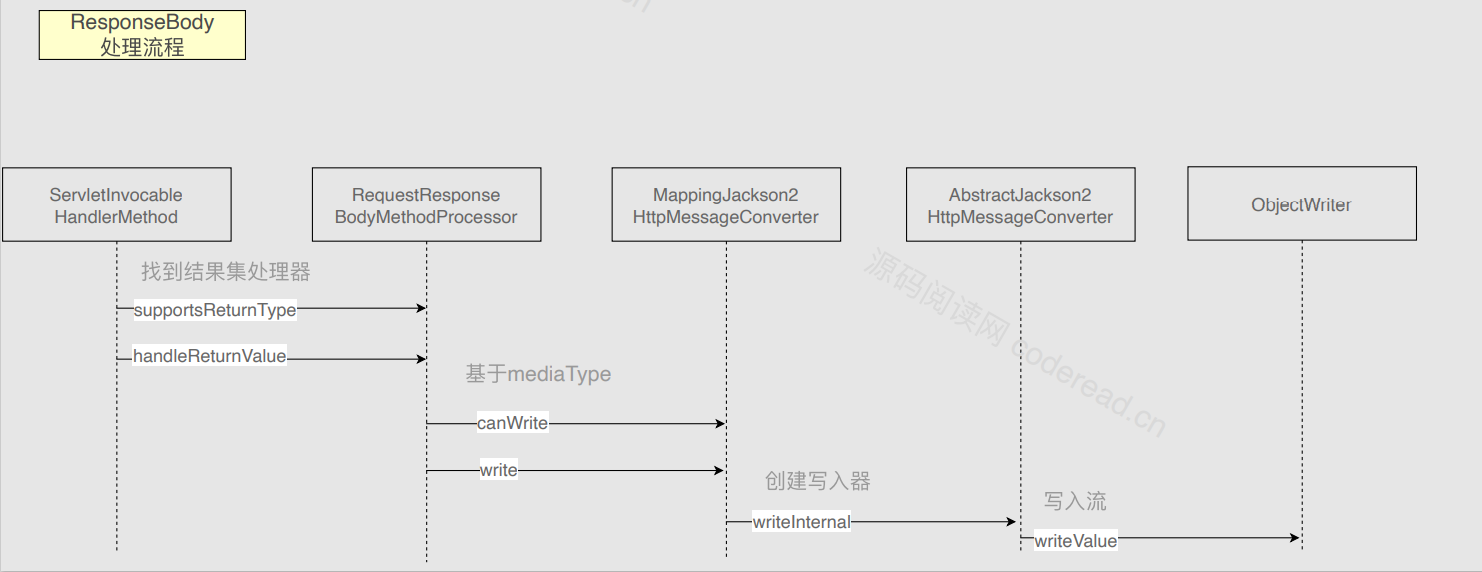 ResponseBody
处理流程
ServletInvocable
HandlerMethod
RequestResponse
BodyMethodProcessor
MappingJackson2
HttpMessageConverter
AbstractJackson2
HttpMessageConverter
ObjectWriter
找到结果集处理器
supportsReturnType
handleReturnValue
基于mediaType
canWrite
write
创建写入器
writeInternal
写入流
writeValue
源码阅读网 coderead.cn
cn